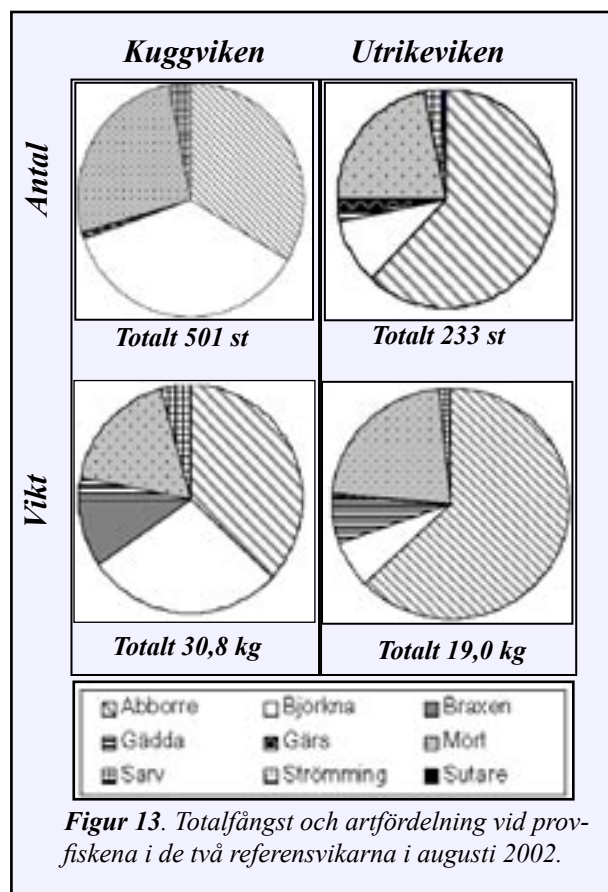 Kuggviken Utrikeviken
Antal
Totalt 501 st Totalt 233 st
Vikt
Totalt 30,8 kg Totalt 19,0 kg
Abborre Björkna Braxen
Gädda Gärs Mört
Sarv Strömming Sutare
Figur 13. Totalfångst och artfördelning vid prov-
fiskena i de två referensvikarna i augusti 2002.